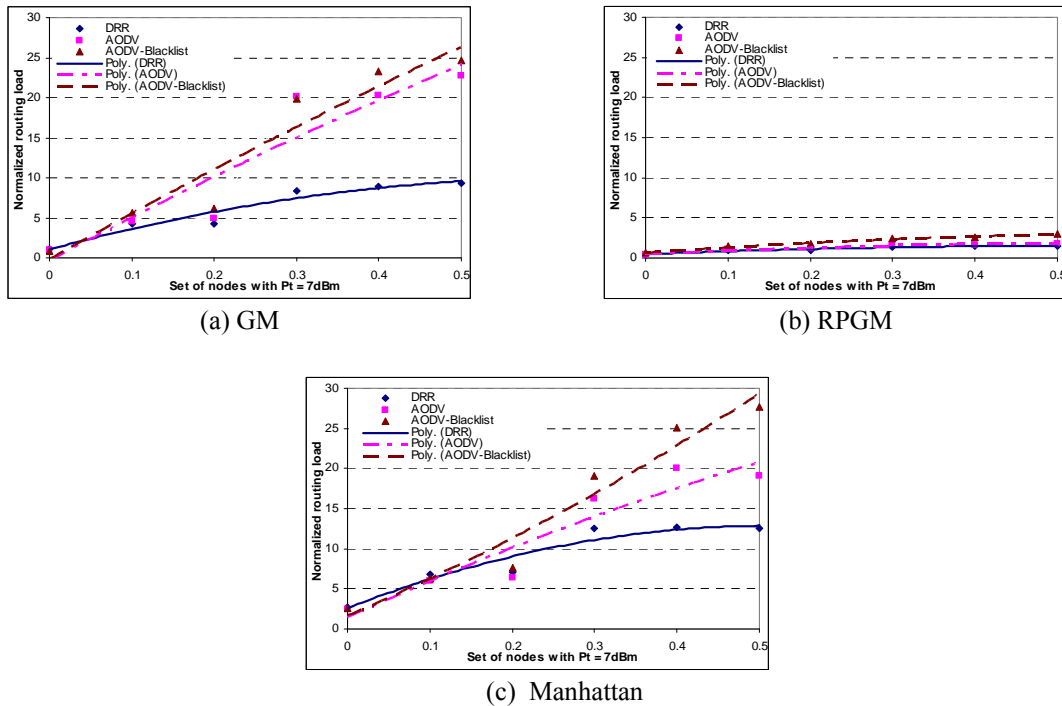 DRR
AODV
AODV-Blacklist
Poly. (DRR)
Poly. (AODV)
Poly. (AODV-Blacklist)
Normalized routing load
30
25
20
15
10
5
0
0 0.1 0.2 0.3 0.4 0.5
Set of nodes with Pt = 7dBm
(a) GM
DRR
AODV
AODV-Blacklist
Poly. (DRR)
Poly. (AODV)
Poly. (AODV-Blacklist)
Normalized routing load
30
25
20
15
10
5
0
0 0.1 0.2 0.3 0.4 0.5
Set of nodes with Pt = 7dBm
(b) RPGM
DRR
AODV
AODV-Blacklist
Poly. (DRR)
Poly. (AODV)
Poly. (AODV-Blacklist)
Normalized routing load
30
25
20
15
10
5
0
0 0.1 0.2 0.3 0.4 0.5
Set of nodes with Pt = 7dBm
(c) Manhattan